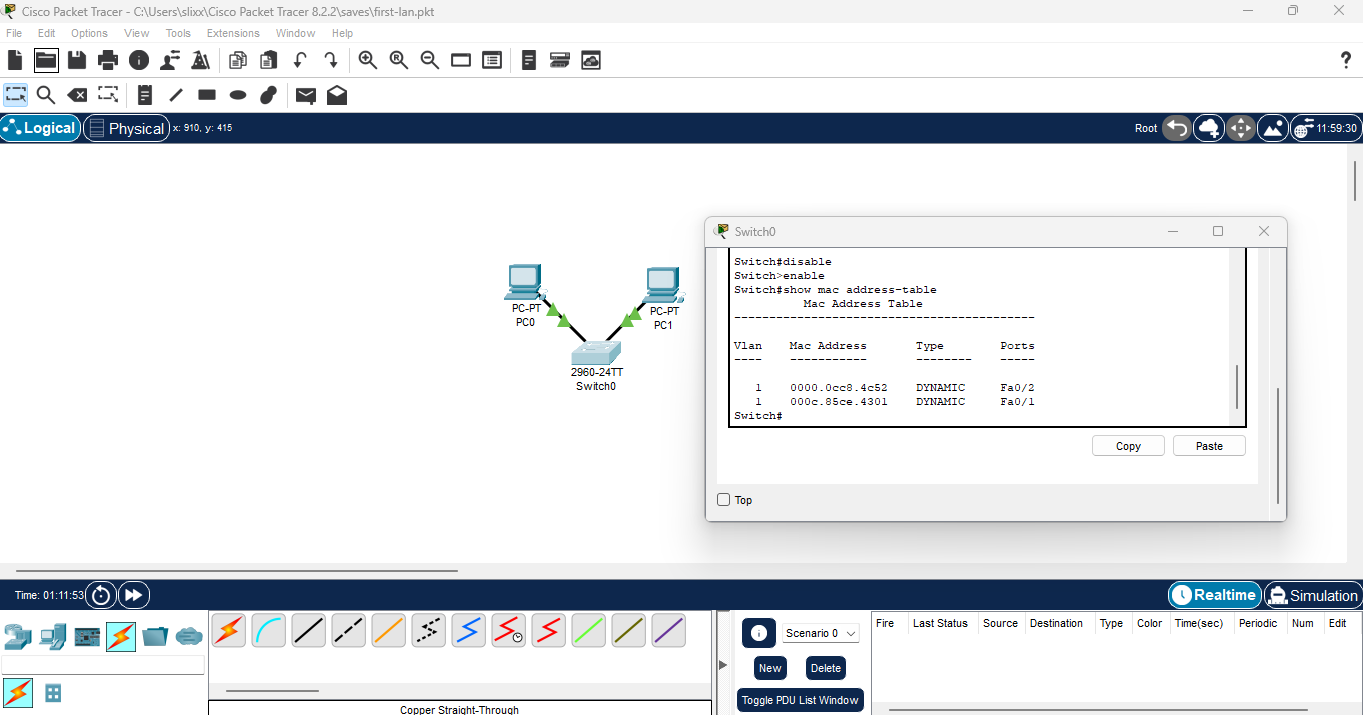 Cisco Packet Tracer - C:\Users\slixx\Cisco Packet Tracer 8.2.2\saves\first-lan.pkt
File Edit Options View Tools Extensions Window Help
?
Logical Physical x: 910, y: 415 Root 11:59:30
Switch0
Switch#disable
Switch>enable
Switch#show mac address-table
Mac Address Table
-------------------------------------------
Vlan Mac Address Type Ports
---- ----------- -------- -----
1 0000.0cc8.4c52 DYNAMIC Fa0/2
1 000c.85ce.4301 DYNAMIC Fa0/1
Switch#
Copy Paste
Top
PC-PT
PC0
PC-PT
PC1
2960-24TT
Switch0
Time: 01:11:53 Realtime Simulation
Scenario 0
New Delete
Toggle PDU List Window
Fire Last Status Source Destination Type Color Time(sec) Periodic Num Edit
Copper Straight-Through